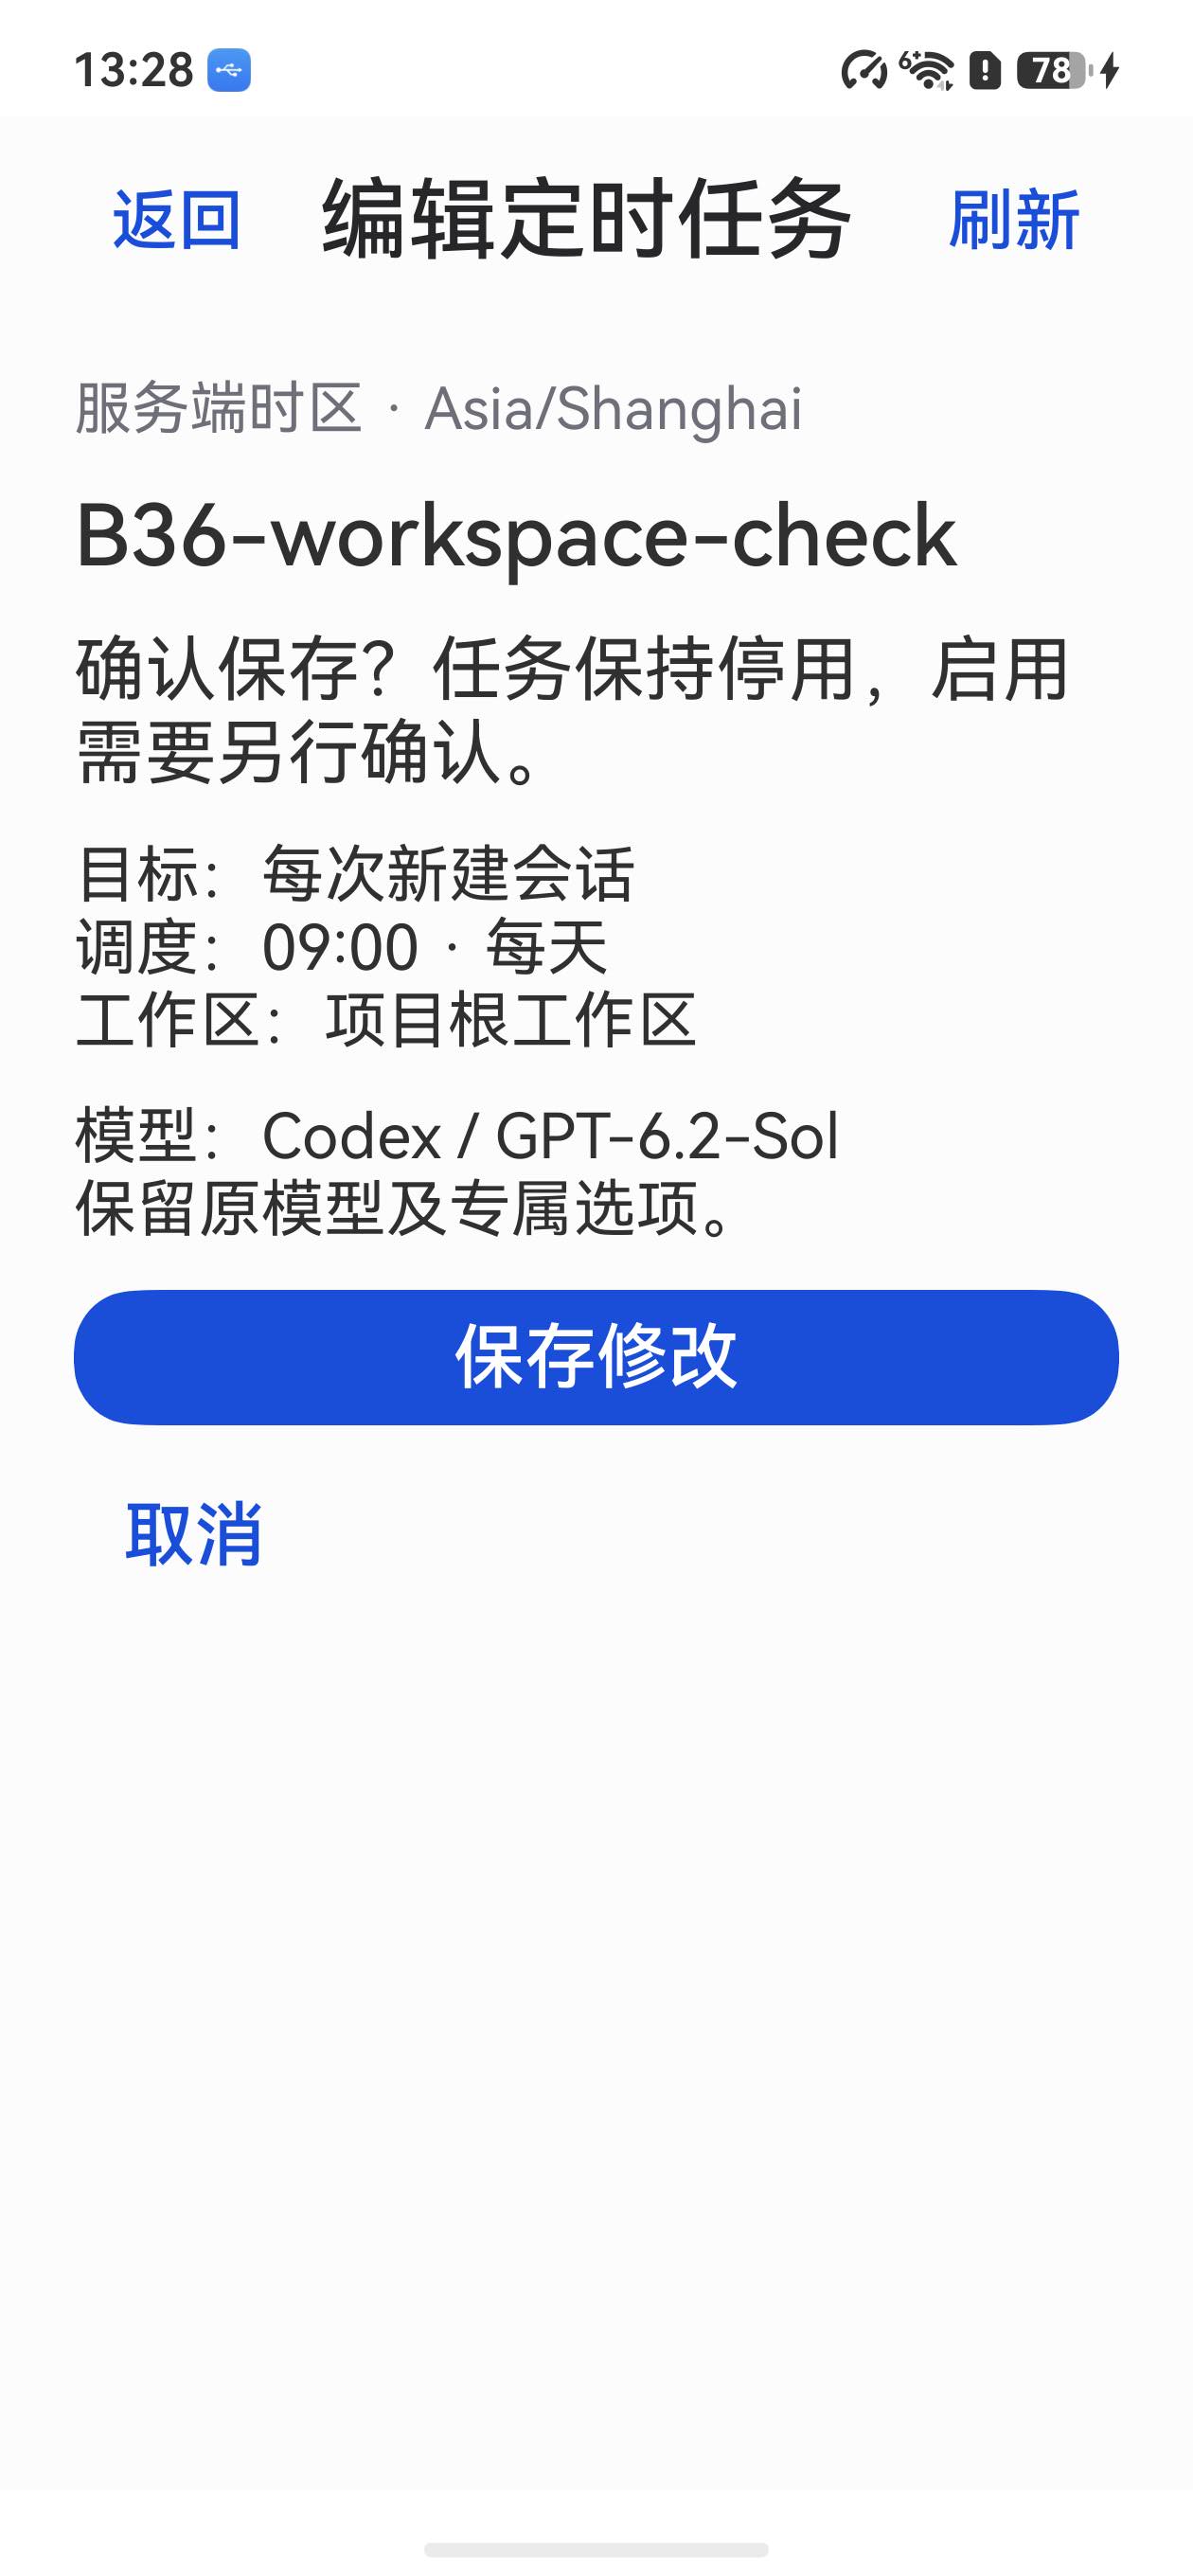 13:28
78
返回 编辑定时任务 刷新
服务端时区 · Asia/Shanghai
B36-workspace-check
确认保存？任务保持停用，启用
需要另行确认。
目标：每次新建会话
调度：09:00 · 每天
工作区：项目根工作区
模型：Codex / GPT-6.2-Sol
保留原模型及专属选项。
保存修改
取消